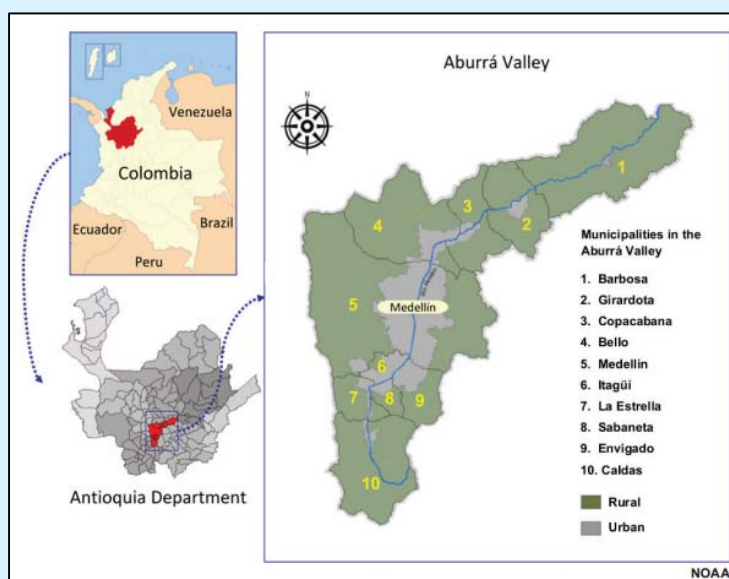 Venezuela
Colombia
Ecuador
Brazil
Peru
Antioquia Department
Aburrá Valley
N
1
2
3
4
5
Medellín
6
7
8
9
10
Municipalities in the
Aburrá Valley
1. Barbosa
2. Girardota
3. Copacabana
4. Bello
5. Medellín
6. Itagüí
7. La Estrella
8. Sabaneta
9. Envigado
10. Caldas
Rural
Urban
NOAA